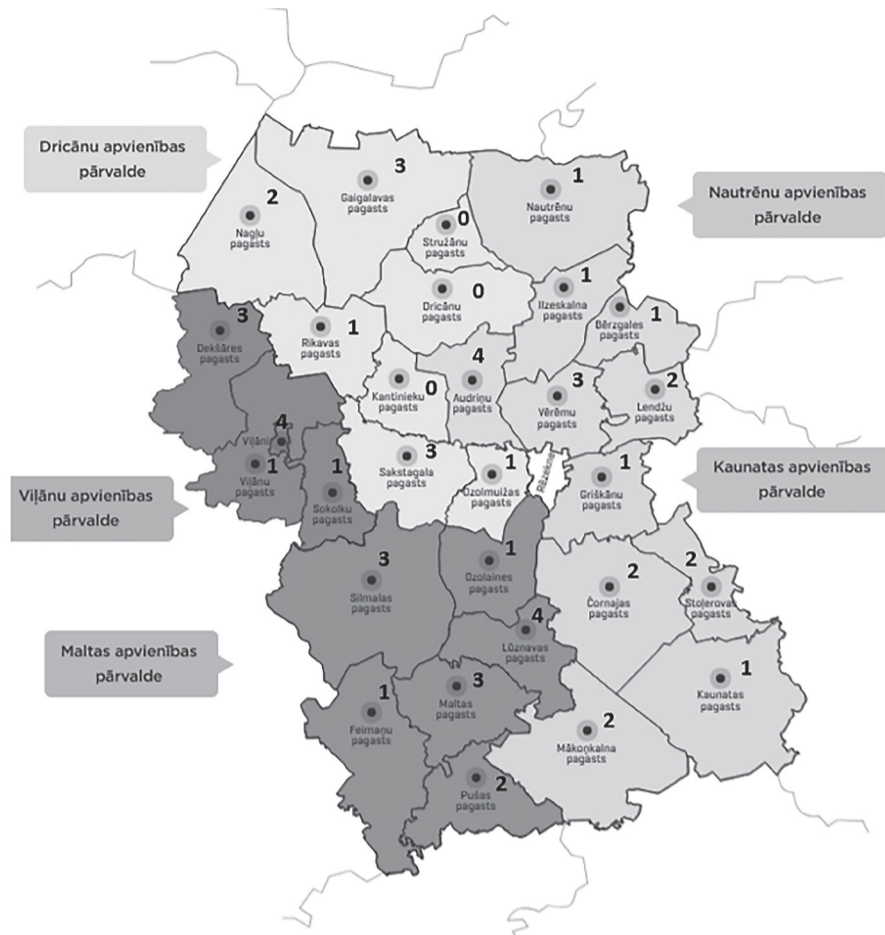 Dricānu apvienības
pārvalde
Nautrēnu apvienības
pārvalde
3
Gaigalavas
pagasts
1
Nautrēnu
pagasts
2
Nagļu
pagasts
0
Stružānu
pagasts
0
Dricānu
pagasts
1
Ilzeskalna
pagasts
1
Bērzgales
pagasts
3
Dekšāres
pagasts
1
Rikavas
pagasts
0
Kantinieku
pagasts
4
Audriņu
pagasts
3
Vērēmu
pagasts
2
Lendžu
pagasts
4
Viļāni
1
Viļānu
pagasts
1
Sokolku
pagasts
3
Sakstagala
pagasts
1
Ozolmuižas
pagasts
Rēzekne
1
Griškānu
pagasts
Kaunatas apvienības
pārvalde
Viļānu apvienības
pārvalde
3
Silmalas
pagasts
1
Ozolaines
pagasts
2
Čornajas
pagasts
2
Stoļerovas
pagasts
4
Lūznavas
pagasts
Maltas apvienības
pārvalde
1
Feimaņu
pagasts
3
Maltas
pagasts
1
Kaunatas
pagasts
2
Mākoņkalna
pagasts
2
Pušas
pagasts